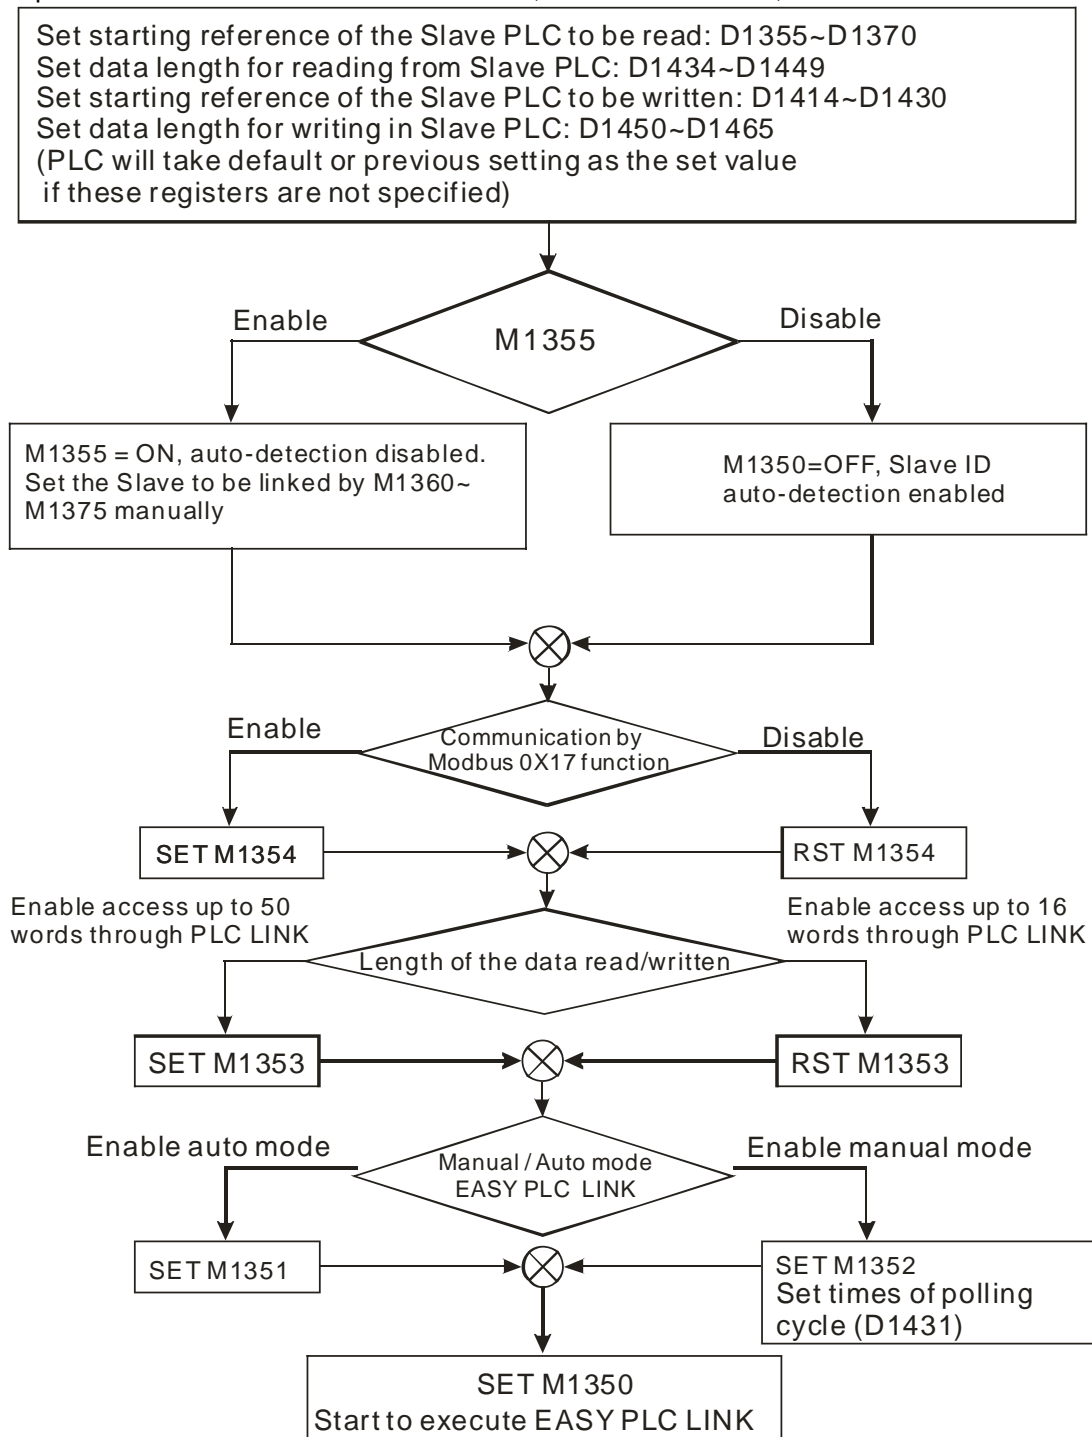 Set starting reference of the Slave PLC to be read: D1355~D1370
Set data length for reading from Slave PLC: D1434~D1449
Set starting reference of the Slave PLC to be written: D1414~D1430
Set data length for writing in Slave PLC: D1450~D1465
(PLC will take default or previous setting as the set value
if these registers are not specified)
Enable
M1355
Disable
M1355 = ON, auto-detection disabled.
Set the Slave to be linked by M1360~
M1375 manually
M1350=OFF, Slave ID
auto-detection enabled
Enable
Communication by
Modbus 0X17 function
Disable
SET M1354
RST M1354
Enable access up to 50
words through PLC LINK
Enable access up to 16
words through PLC LINK
Length of the data read/written
SET M1353
RST M1353
Enable auto mode
Manual / Auto mode
EASY PLC LINK
Enable manual mode
SET M1351
SET M1352
Set times of polling
cycle (D1431)
SET M1350
Start to execute EASY PLC LINK